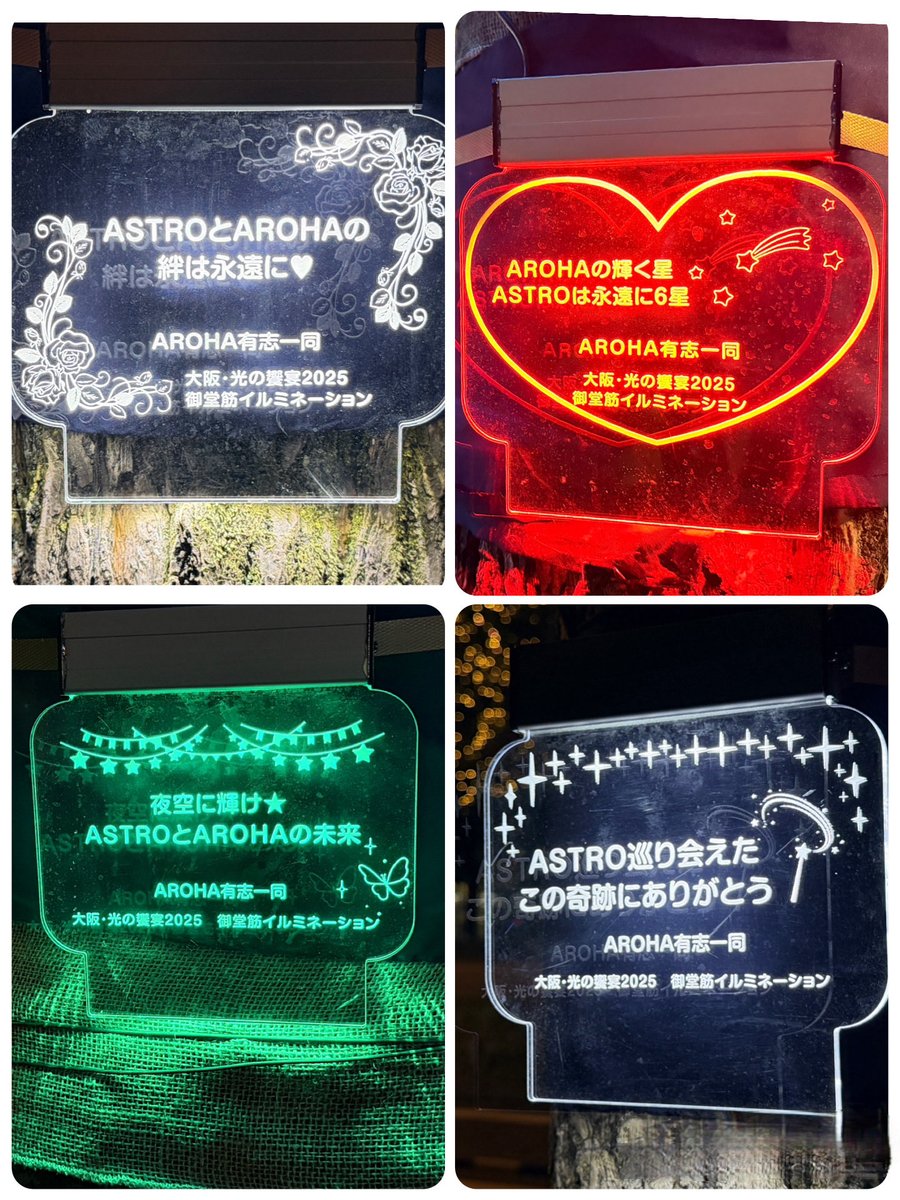 ASTROとAROHAの
絆は永遠に♥
AROHA有志一同
大阪・光の饗宴2025
御堂筋イルミネーション
AROHAの輝く星
ASTROは永遠に6星
AROHA有志一同
大阪・光の饗宴2025
御堂筋イルミネーション
夜空に輝け★
ASTROとAROHAの未来
AROHA有志一同
大阪・光の饗宴2025 御堂筋イルミネーション
ASTRO巡り会えた
この奇跡にありがとう
AROHA有志一同
大阪・光の饗宴2025 御堂筋イルミネーション